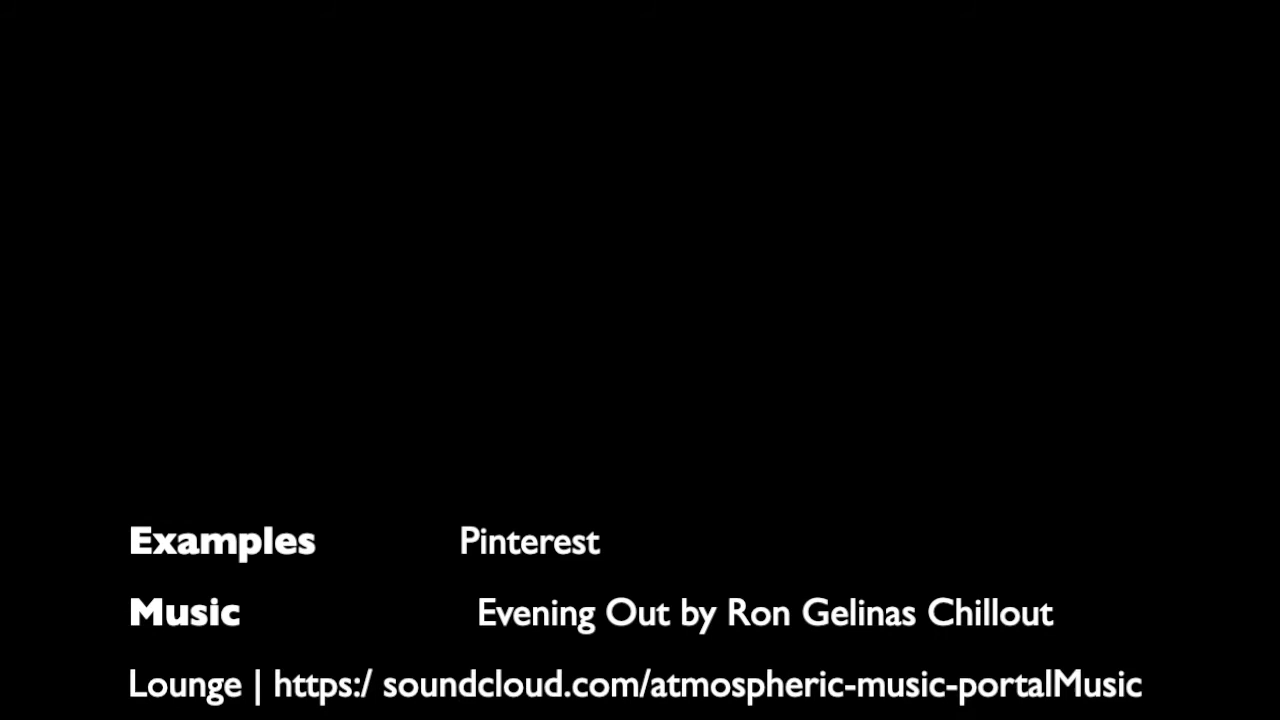 Examples Pinterest
Music Evening Out by Ron Gelinas Chillout
Lounge | https:/ soundcloud.com/atmospheric-music-portalMusic